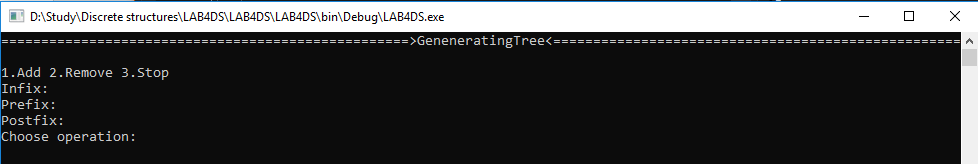 D:\Study\Discrete structures\LAB4DS\LAB4DS\LAB4DS\bin\Debug\LAB4DS.exe
===================================================>GeneneratingTree<===================================================
1.Add 2.Remove 3.Stop
Infix:
Prefix:
Postfix:
Choose operation: